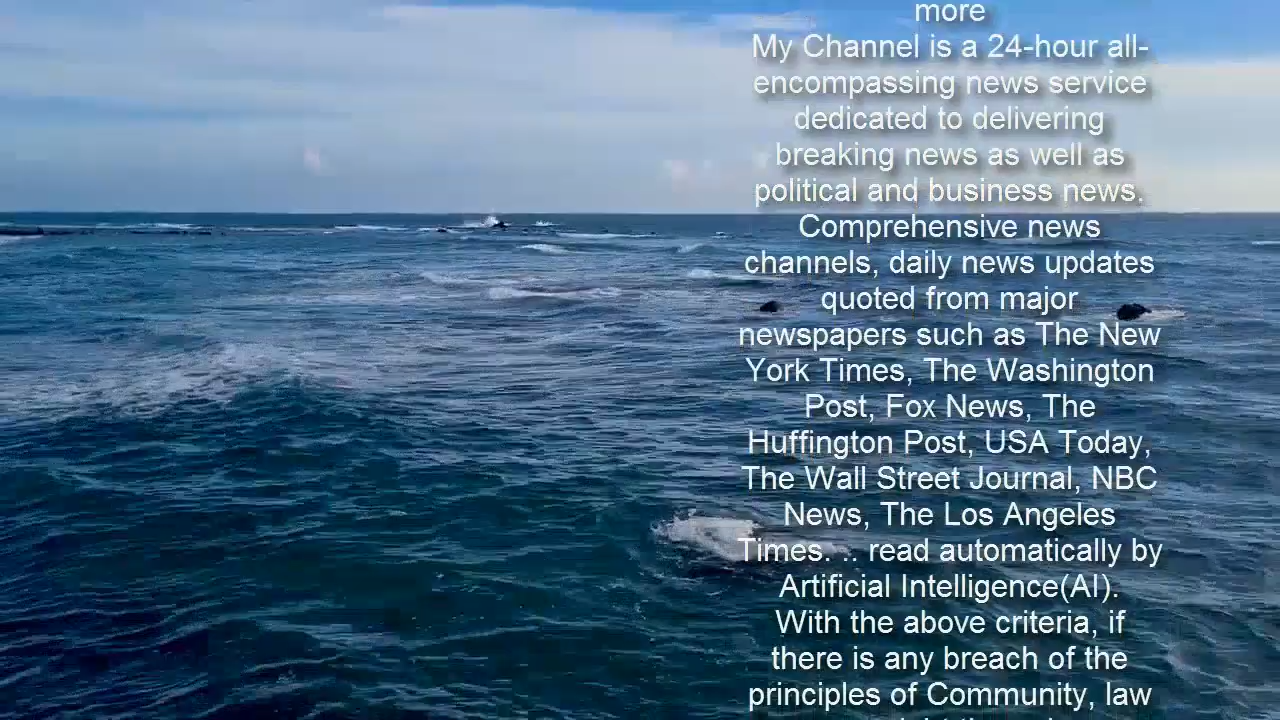 more
My Channel is a 24-hour all-
encompassing news service
dedicated to delivering
breaking news as well as
political and business news.
Comprehensive news
channels, daily news updates
quoted from major
newspapers such as The New
York Times, The Washington
Post, Fox News, The
Huffington Post, USA Today,
The Wall Street Journal, NBC
News, The Los Angeles
Times. .. read automatically by
Artificial Intelligence(AI).
With the above criteria, if
there is any breach of the
principles of Community, law